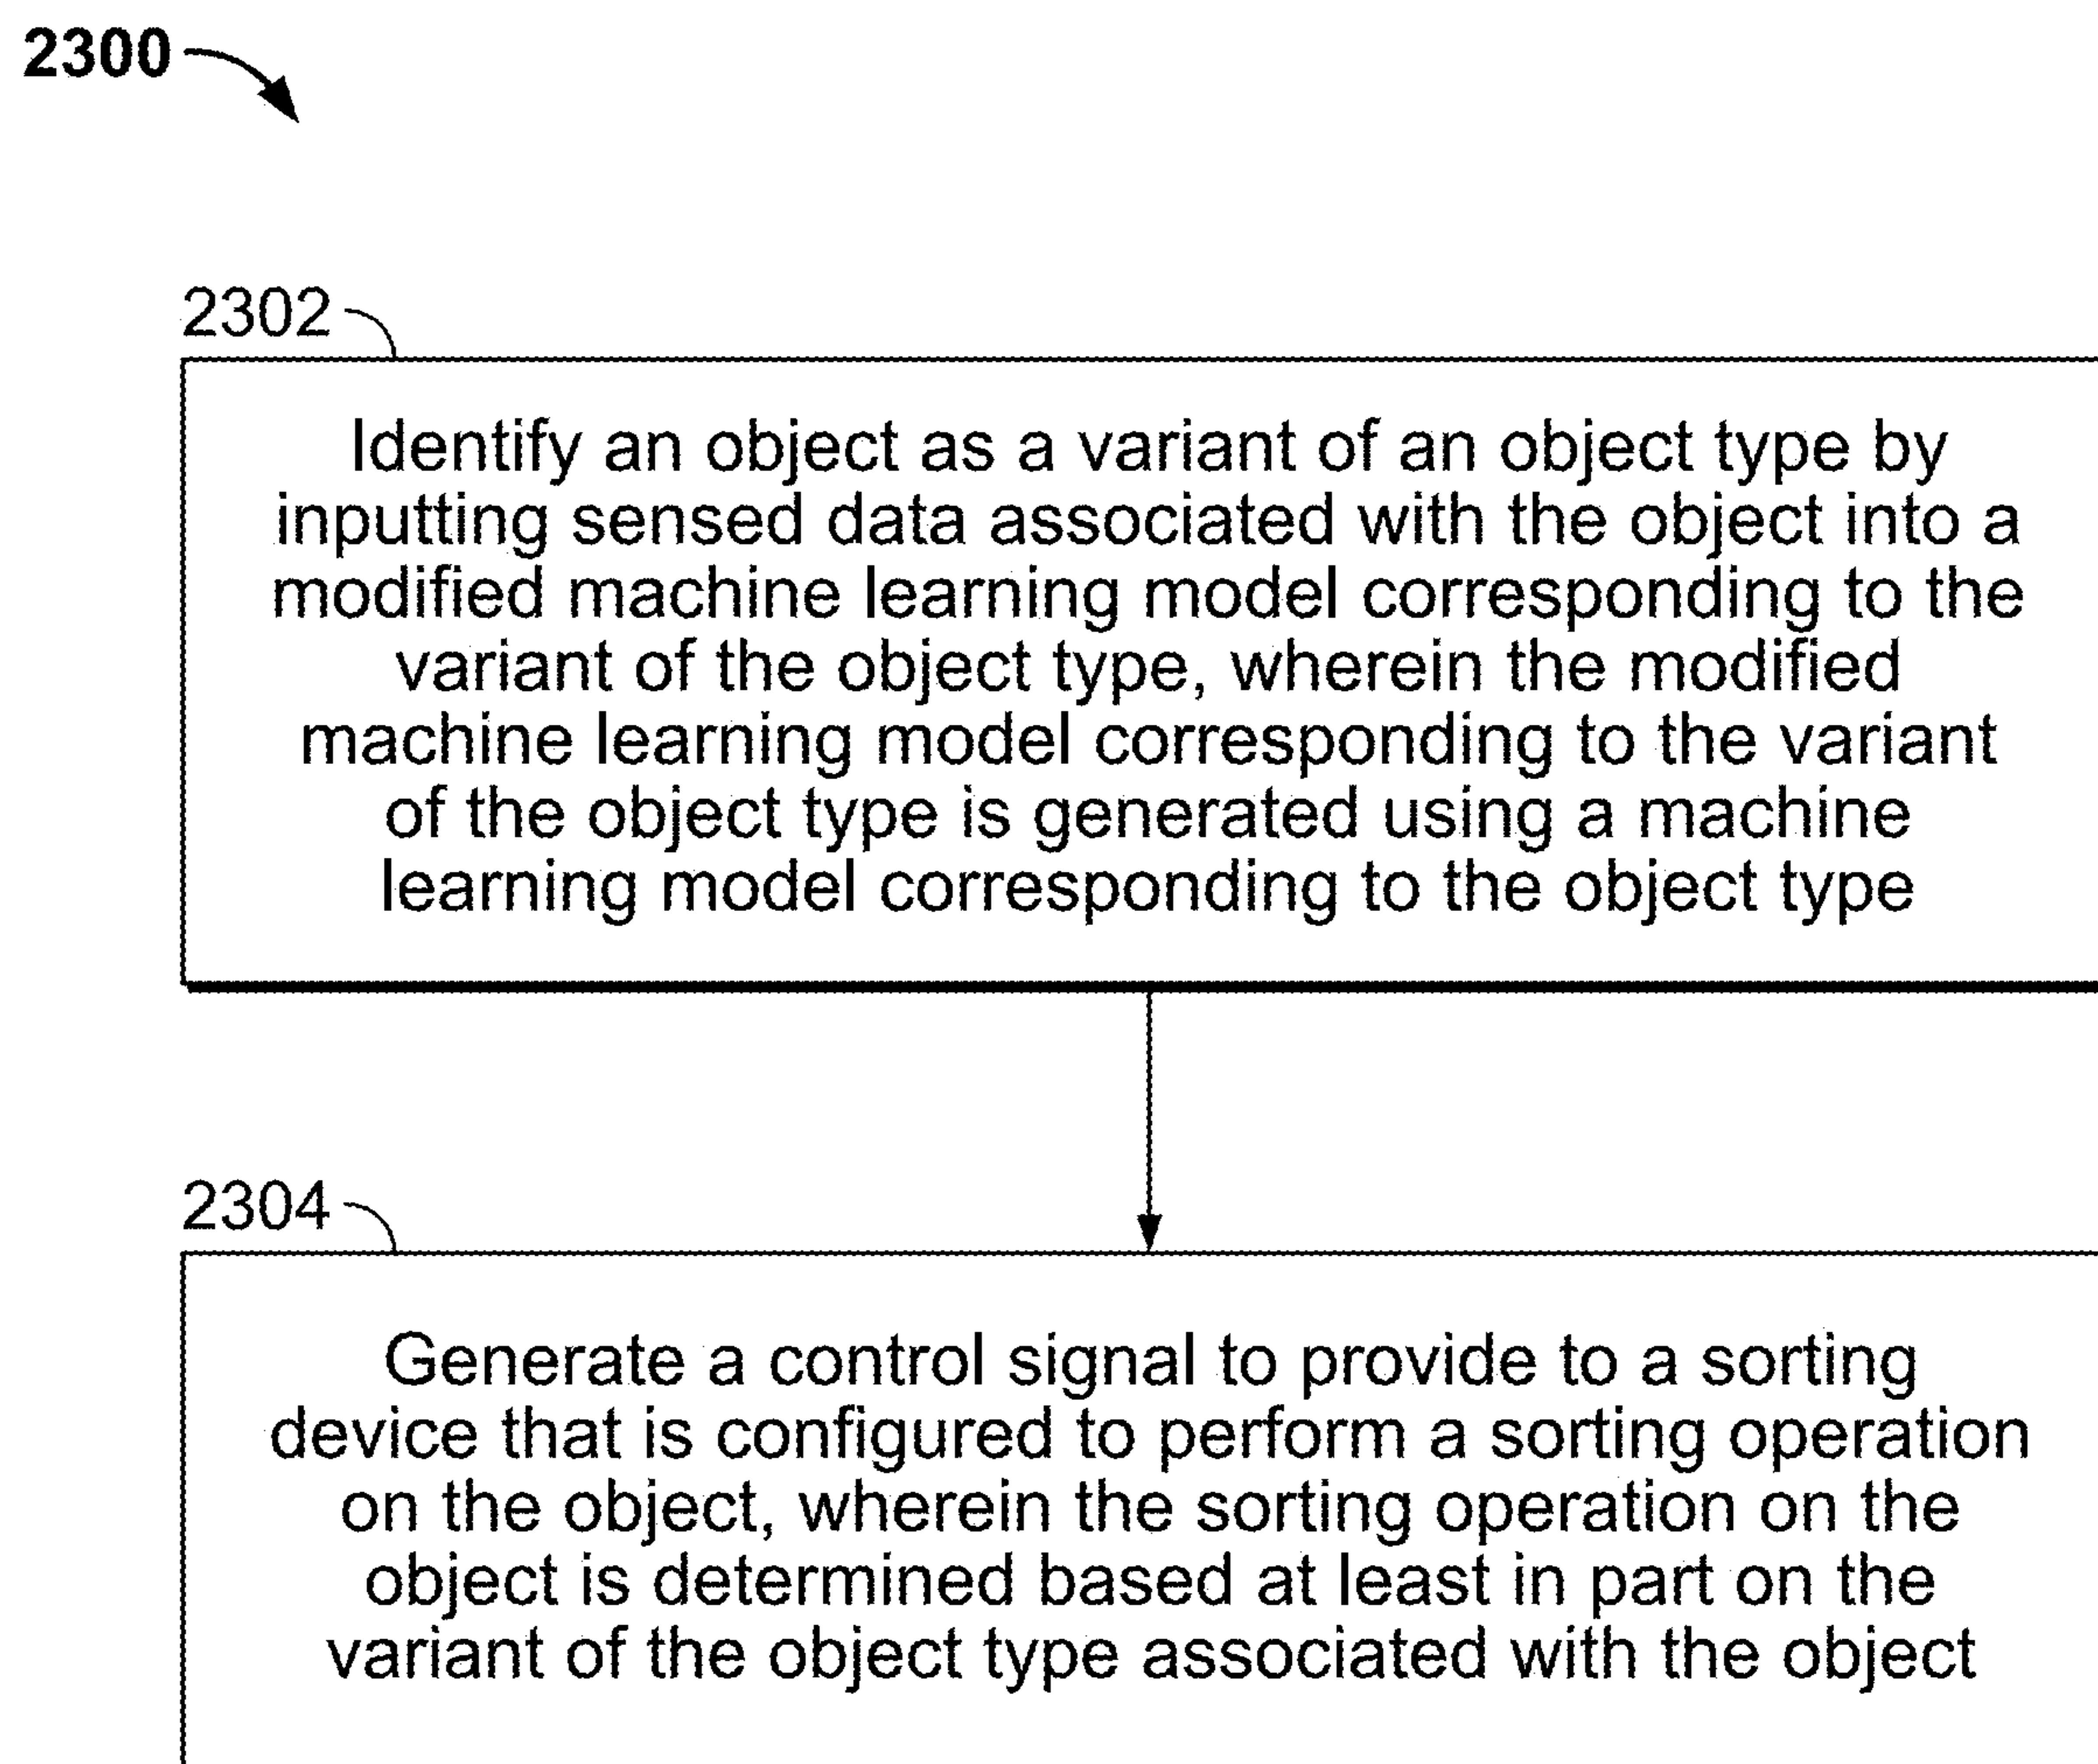 2300
2302
Identify an object as a variant of an object type by
inputting sensed data associated with the object into a
modified machine learning model corresponding to the
variant of the object type, wherein the modified
machine learning model corresponding to the variant
of the object type is generated using a machine
learning model corresponding to the object type
2304
Generate a control signal to provide to a sorting
device that is configured to perform a sorting operation
on the object, wherein the sorting operation on the
object is determined based at least in part on the
variant of the object type associated with the object